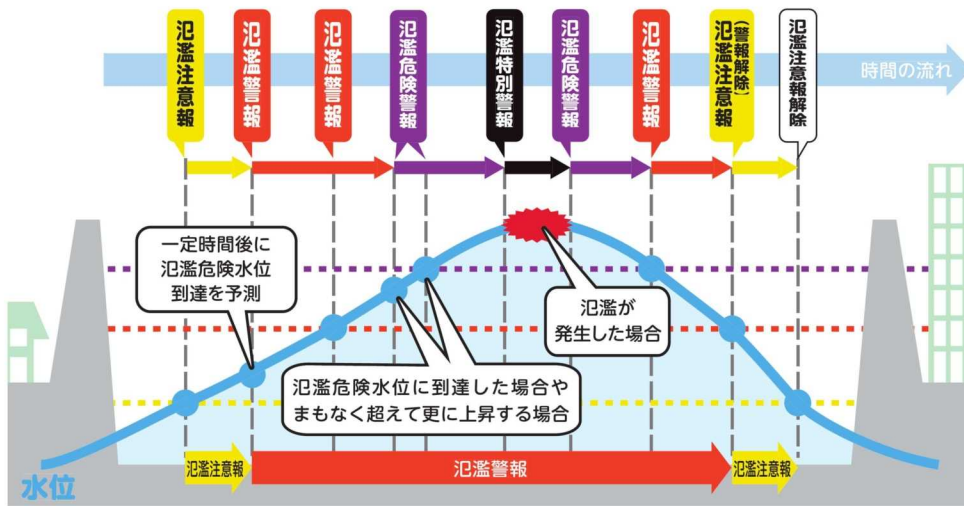 氾濫注意報
氾濫警報
氾濫警報
氾濫危険警報
氾濫特別警報
氾濫危険警報
氾濫警報
(警報解除)
氾濫注意報
氾濫注意報解除
時間の流れ
一定時間後に
氾濫危険水位
到達を予測
氾濫が
発生した場合
氾濫危険水位に到達した場合や
まもなく超えて更に上昇する場合
氾濫注意報
氾濫警報
氾濫注意報
水位